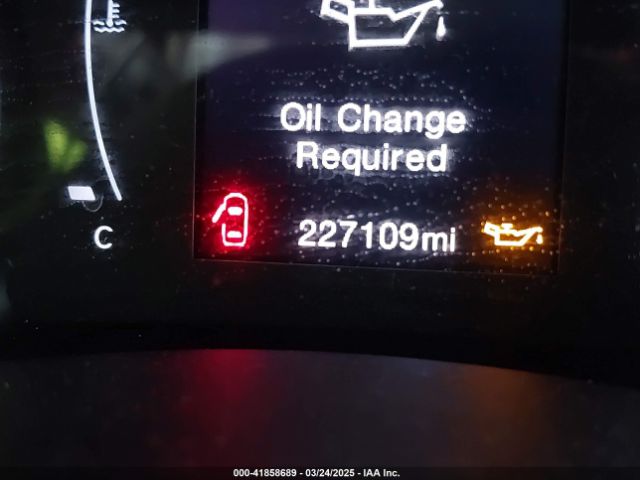 Oil Change
Required
C
227109mi
000-41858689 - 03/24/2025 - IAA Inc.